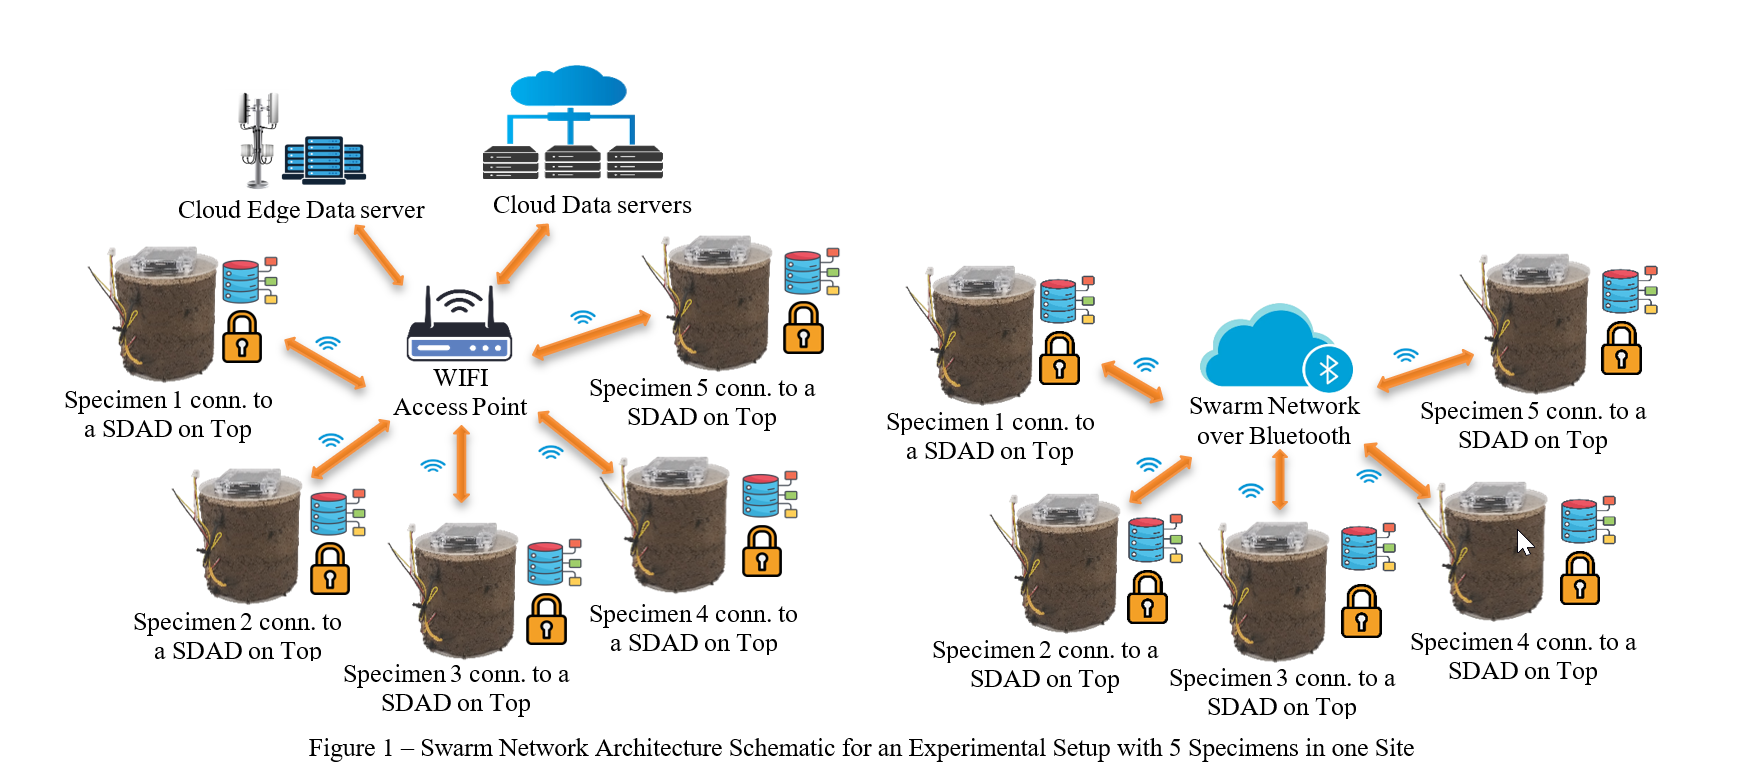 Cloud Edge Data server
Cloud Data servers
WIFI
Access Point
Specimen 1 conn. to
a SDAD on Top
Specimen 5 conn. to a
SDAD on Top
Specimen 2 conn. to
a SDAD on Top
Specimen 3 conn. to a
SDAD on Top
Specimen 4 conn. to
a SDAD on Top
Swarm Network
over Bluetooth
Specimen 1 conn. to
a SDAD on Top
Specimen 5 conn. to a
SDAD on Top
Specimen 2 conn. to a
SDAD on Top
Specimen 3 conn. to a
SDAD on Top
Specimen 4 conn. to a
SDAD on Top
Figure 1 – Swarm Network Architecture Schematic for an Experimental Setup with 5 Specimens in one Site